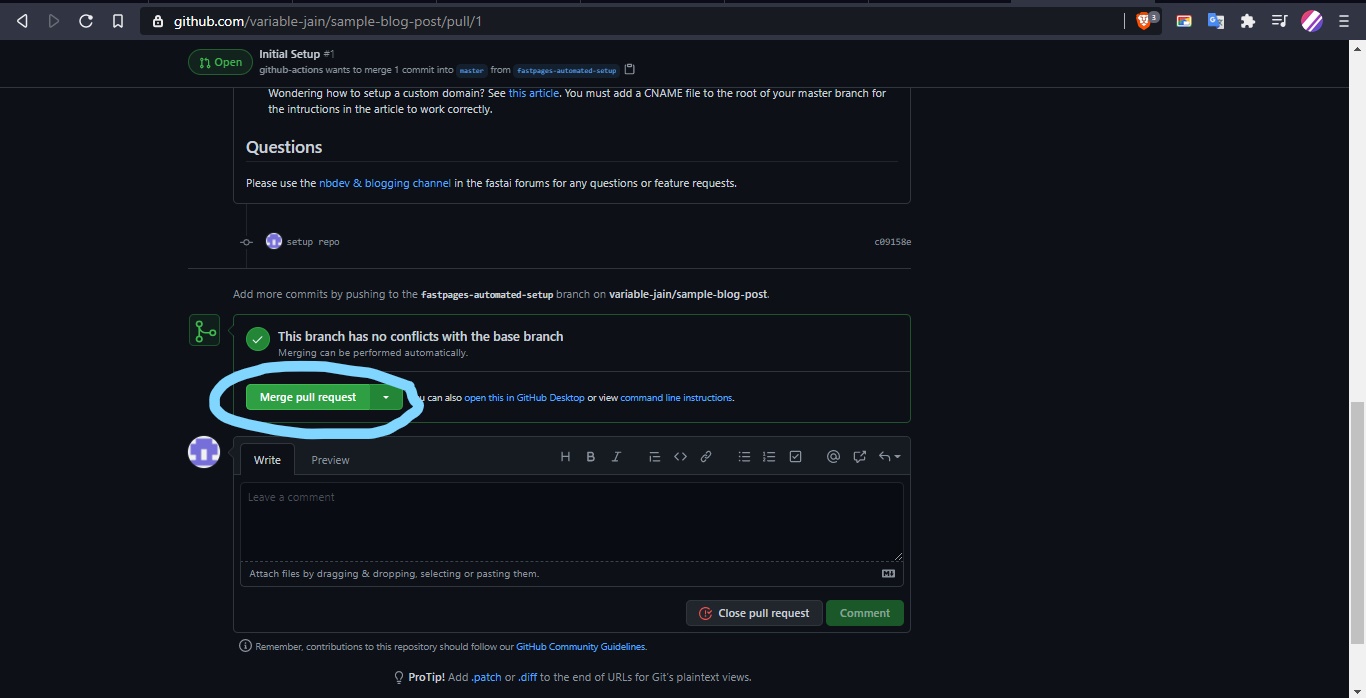 github.com/variable-jain/sample-blog-post/pull/1
3
Open
Initial Setup #1
github-actions wants to merge 1 commit into master from fastpages-automated-setup
Wondering how to setup a custom domain? See this article. You must add a CNAME file to the root of your master branch for
the intructions in the article to work correctly.
Questions
Please use the nbdev & blogging channel in the fastai forums for any questions or feature requests.
setup repo c09158e
Add more commits by pushing to the fastpages-automated-setup branch on variable-jain/sample-blog-post.
This branch has no conflicts with the base branch
Merging can be performed automatically.
Merge pull request
u can also open this in GitHub Desktop or view command line instructions.
Write Preview
Leave a comment
Attach files by dragging & dropping, selecting or pasting them.
Close pull request Comment
Remember, contributions to this repository should follow our GitHub Community Guidelines.
ProTip! Add .patch or .diff to the end of URLs for Git's plaintext views.